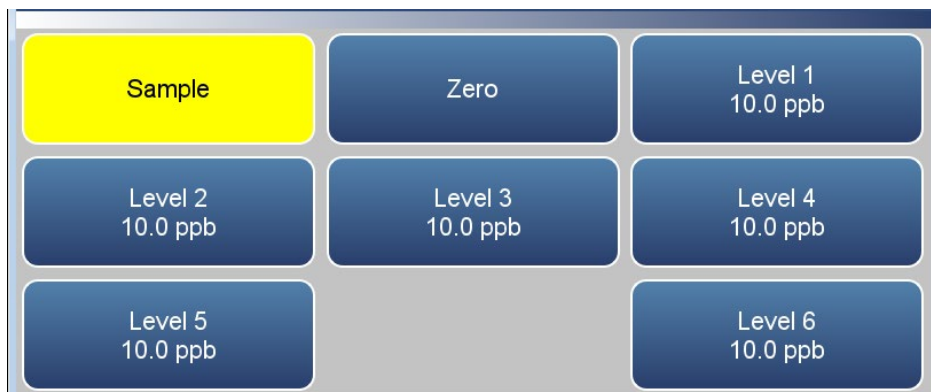 Sample
Zero
Level 1
10.0 ppb
Level 2
10.0 ppb
Level 3
10.0 ppb
Level 4
10.0 ppb
Level 5
10.0 ppb
Level 6
10.0 ppb